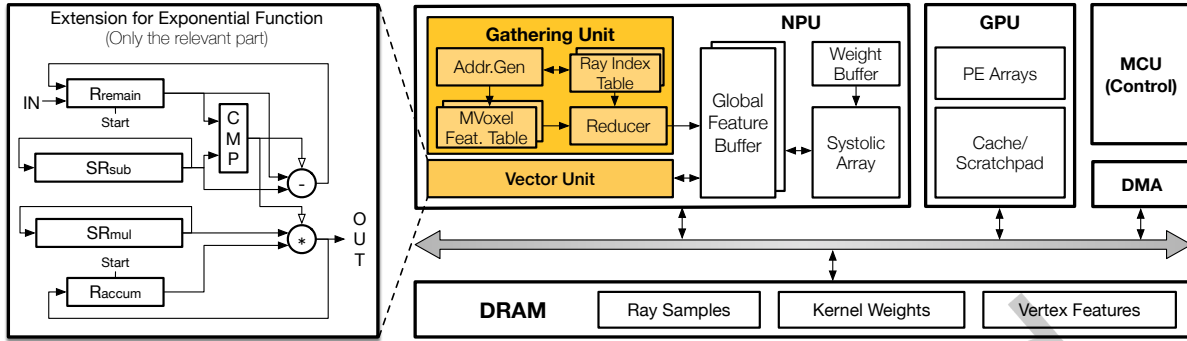 Extension for Exponential Function
(Only the relevant part)
IN
Rremain
Start
C
M
P
SRsub
-
SRmul
*
O
U
T
Start
Raccum
NPU
Gathering Unit
Addr.Gen
Ray Index
Table
MVoxel
Feat. Table
Reducer
Vector Unit
Global
Feature
Buffer
Weight
Buffer
Systolic
Array
GPU
PE Arrays
Cache/
Scratchpad
MCU
(Control)
DMA
DRAM
Ray Samples
Kernel Weights
Vertex Features